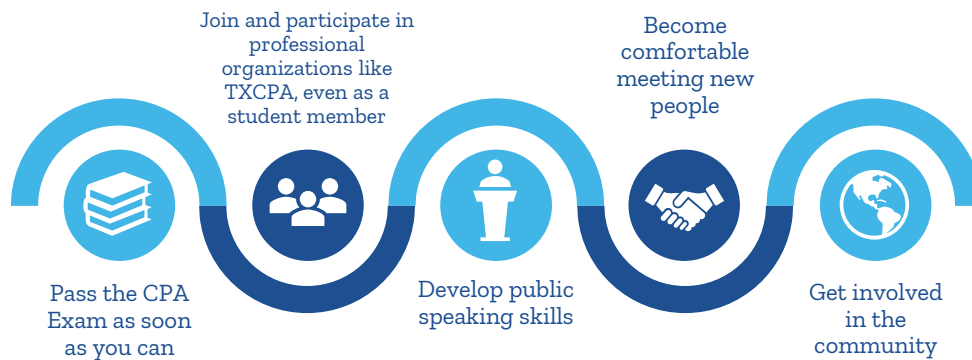 Pass the CPA
Exam as soon
as you can
Join and participate in
professional
organizations like
TXCPA, even as a
student member
Develop public
speaking skills
Become
comfortable
meeting new
people
Get involved
in the
community